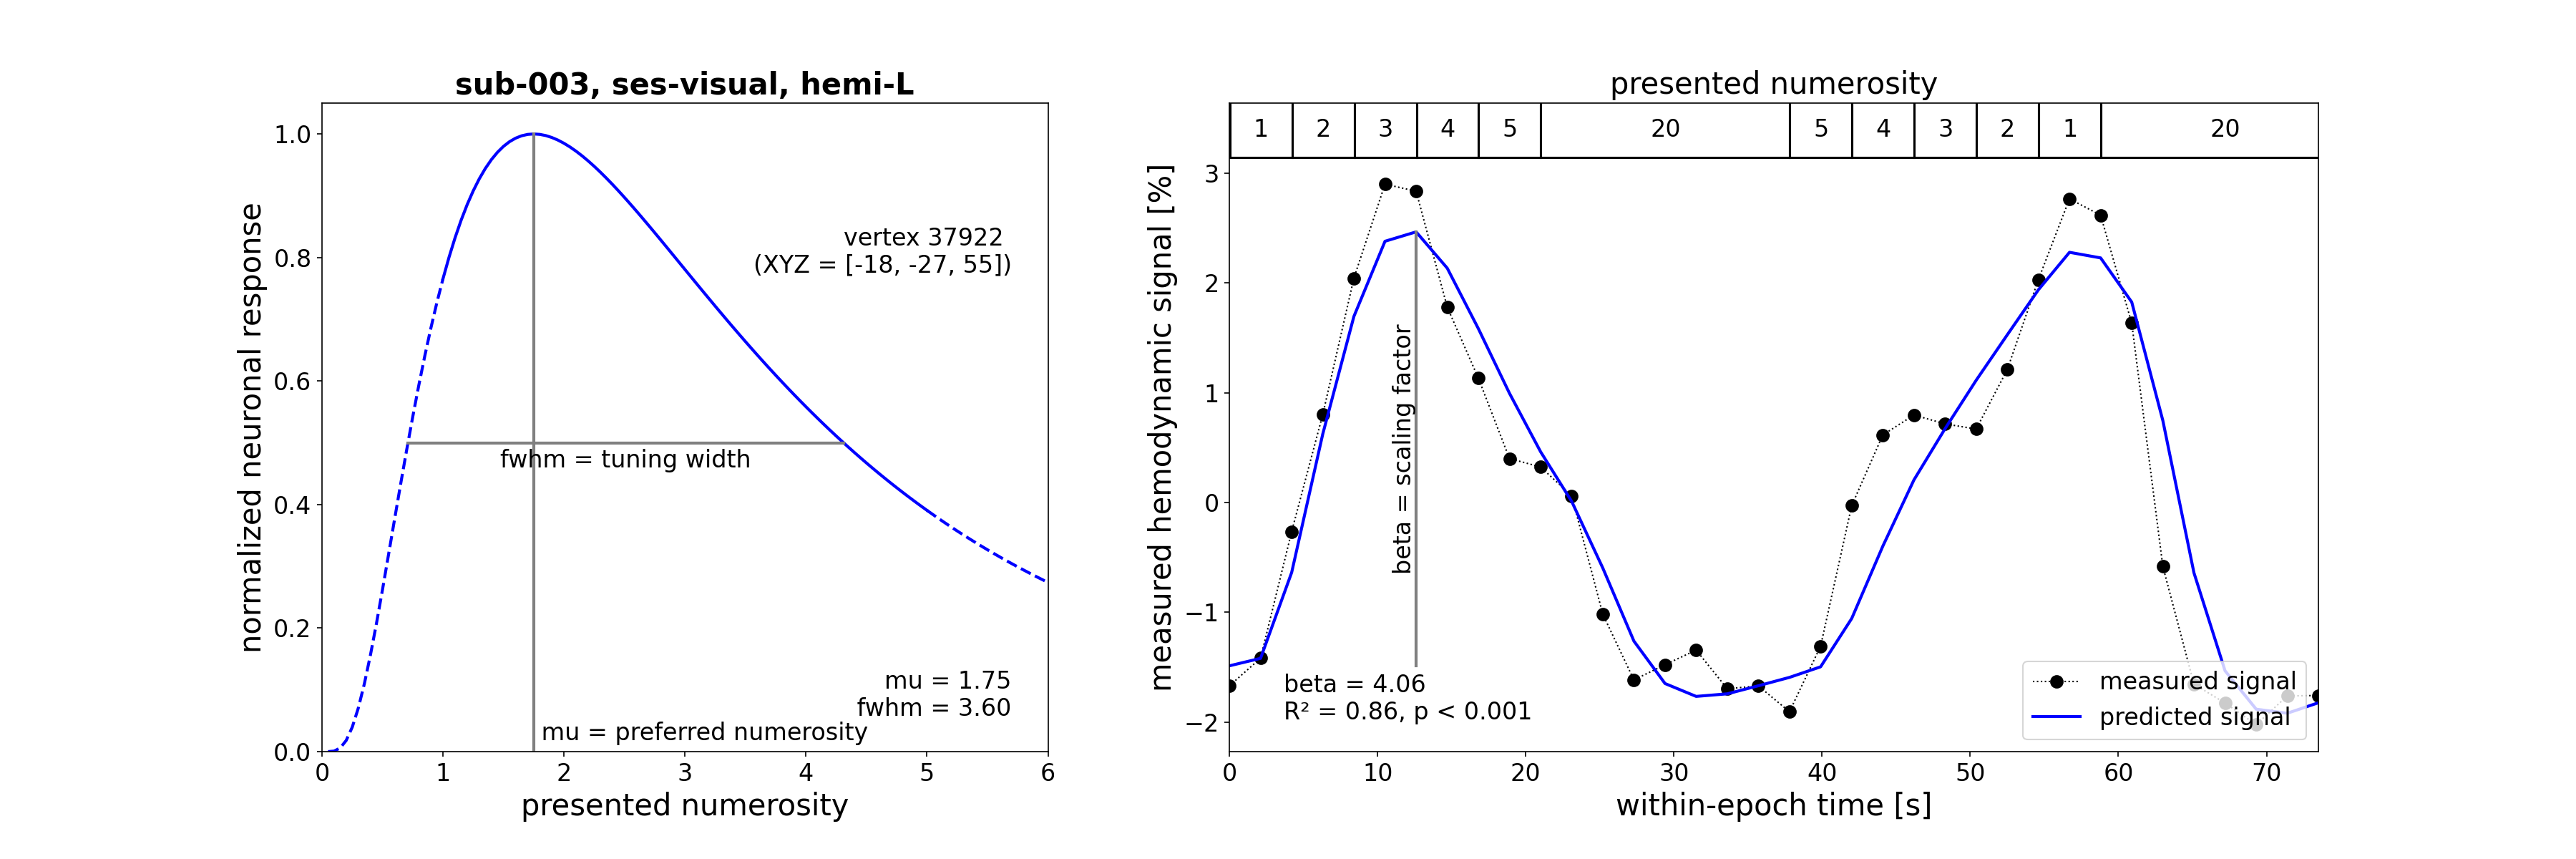 sub-003, ses-visual, hemi-L
normalized neuronal response
1.0
0.8
0.6
0.4
0.2
0.0
vertex 37922
(XYZ = [-18, -27, 55])
fwhm = tuning width
mu = 1.75
fwhm = 3.60
mu = preferred numerosity
0 1 2 3 4 5 6
presented numerosity
presented numerosity
1 2 3 4 5 20 5 4 3 2 1 20
measured hemodynamic signal [%]
3
2
1
0
−1
−2
beta = scaling factor
beta = 4.06
R² = 0.86, p < 0.001
measured signal
predicted signal
0 10 20 30 40 50 60 70
within-epoch time [s]